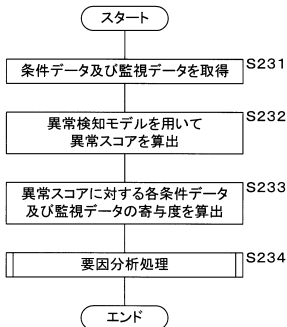 スタート
条件データ及び監視データを取得
S231
異常検知モデルを用いて
異常スコアを算出
S232
異常スコアに対する各条件データ
及び監視データの寄与度を算出
S233
要因分析処理
S234
エンド